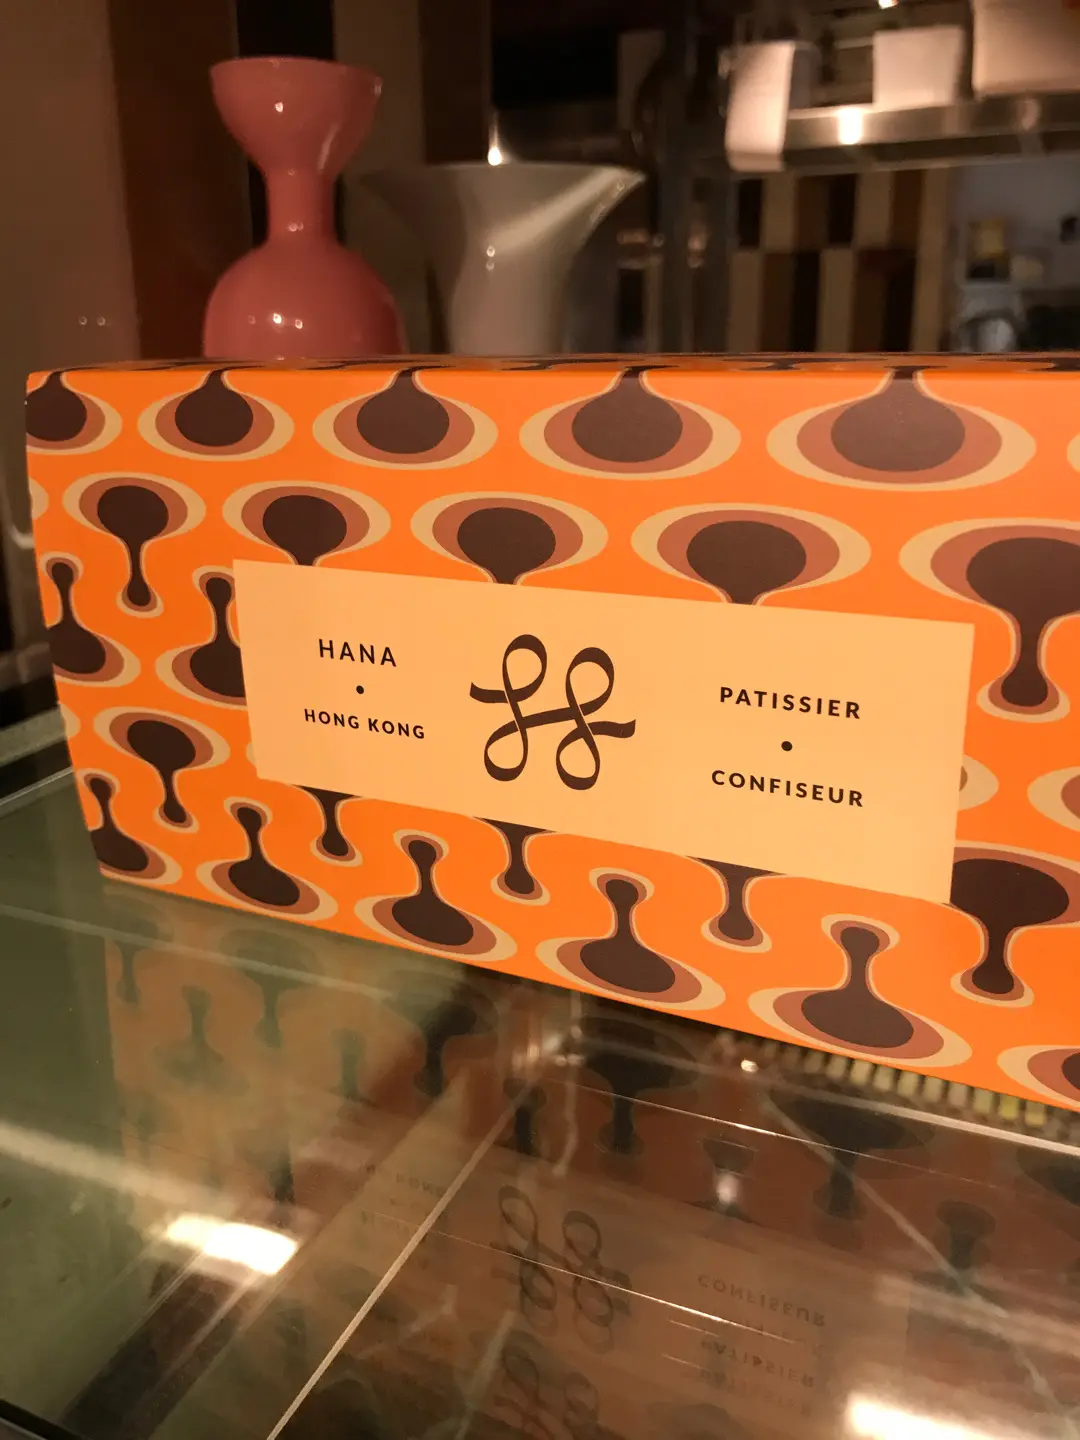 HANA
•
HONG KONG
PATISSIER
•
CONFISEUR